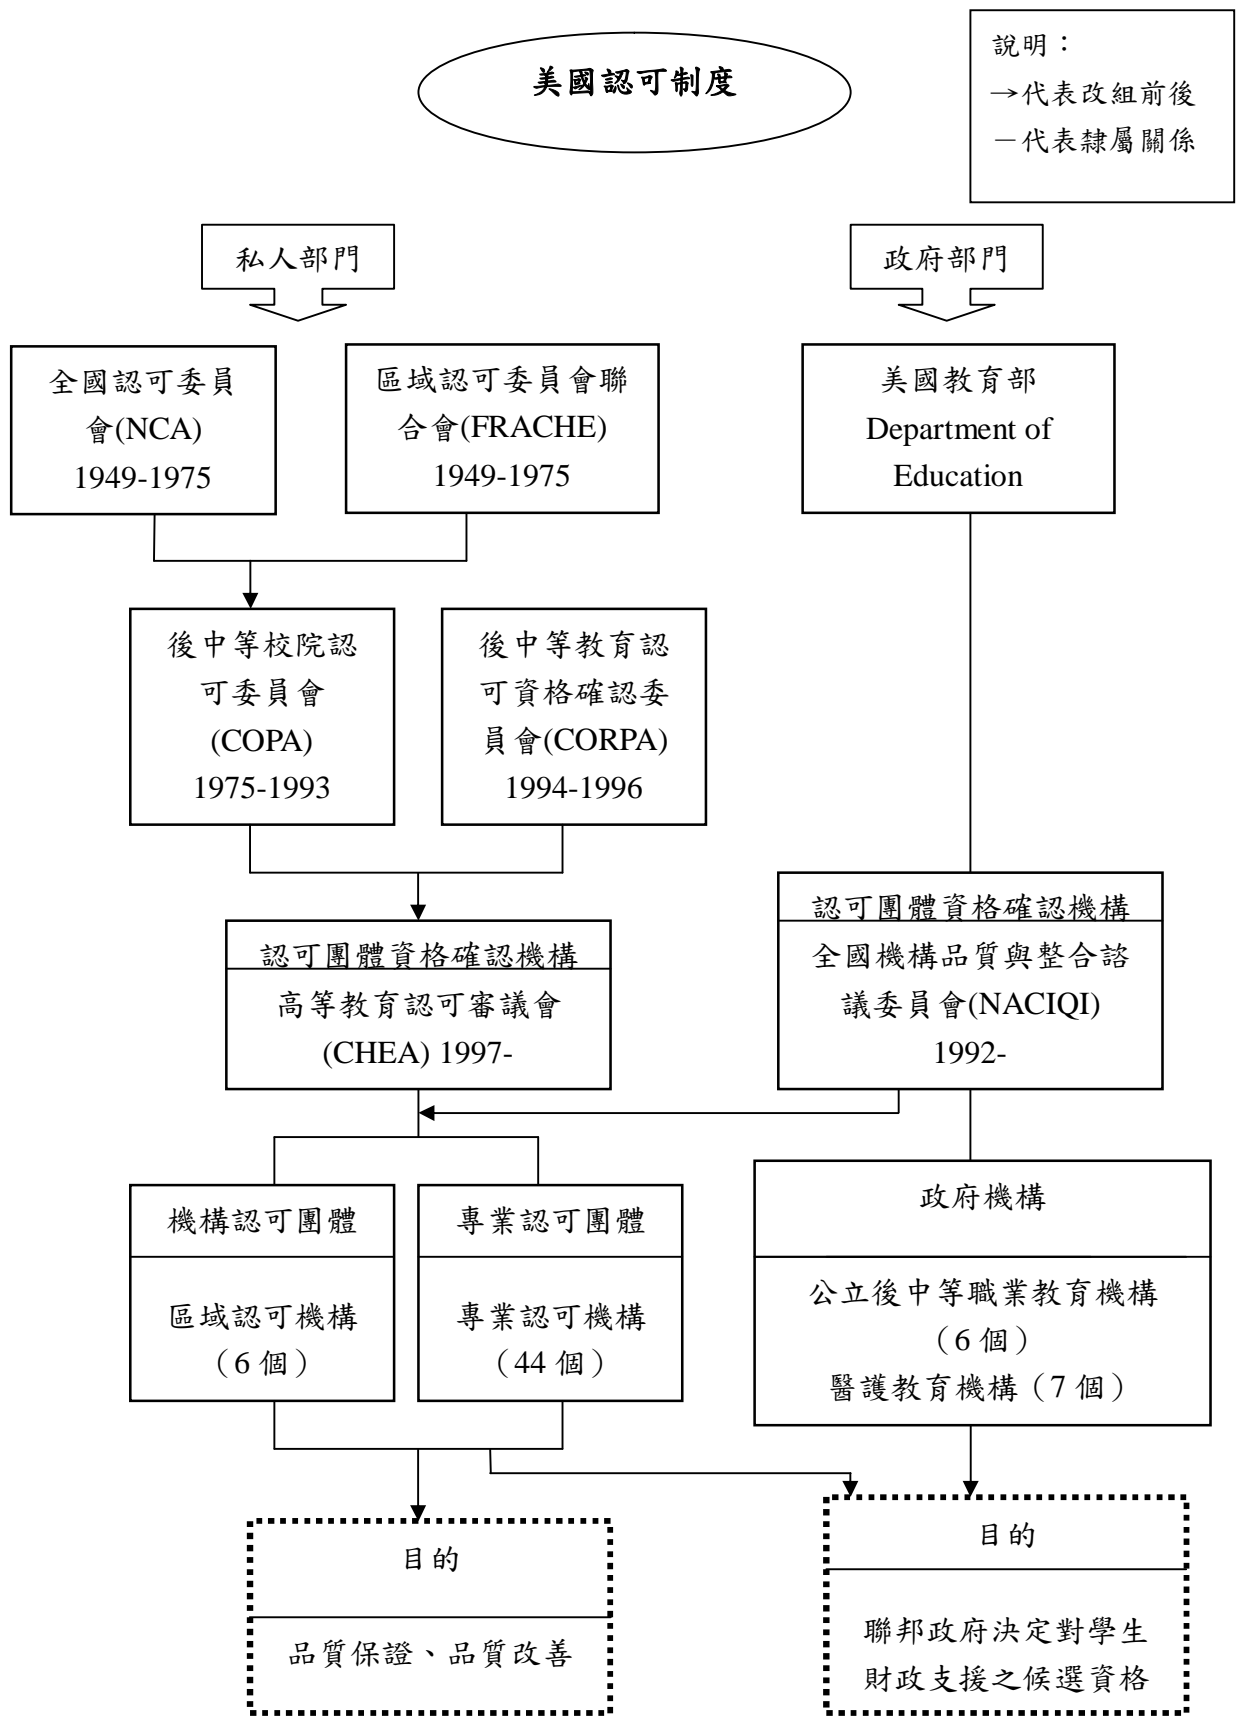 美國認可制度
說明：
→代表改組前後
－代表隸屬關係
私人部門
政府部門
全國認可委員
會(NCA)
1949-1975
區域認可委員會聯
合會(FRACHE)
1949-1975
美國教育部
Department of
Education
後中等校院認
可委員會
(COPA)
1975-1993
後中等教育認
可資格確認委
員會(CORPA)
1994-1996
認可團體資格確認機構
高等教育認可審議會
(CHEA) 1997-
認可團體資格確認機構
全國機構品質與整合諮
議委員會(NACIQI)
1992-
機構認可團體
區域認可機構
（6 個）
專業認可團體
專業認可機構
（44 個）
政府機構
公立後中等職業教育機構
（6 個）
醫護教育機構（7 個）
目的
品質保證、品質改善
目的
聯邦政府決定對學生
財政支援之候選資格